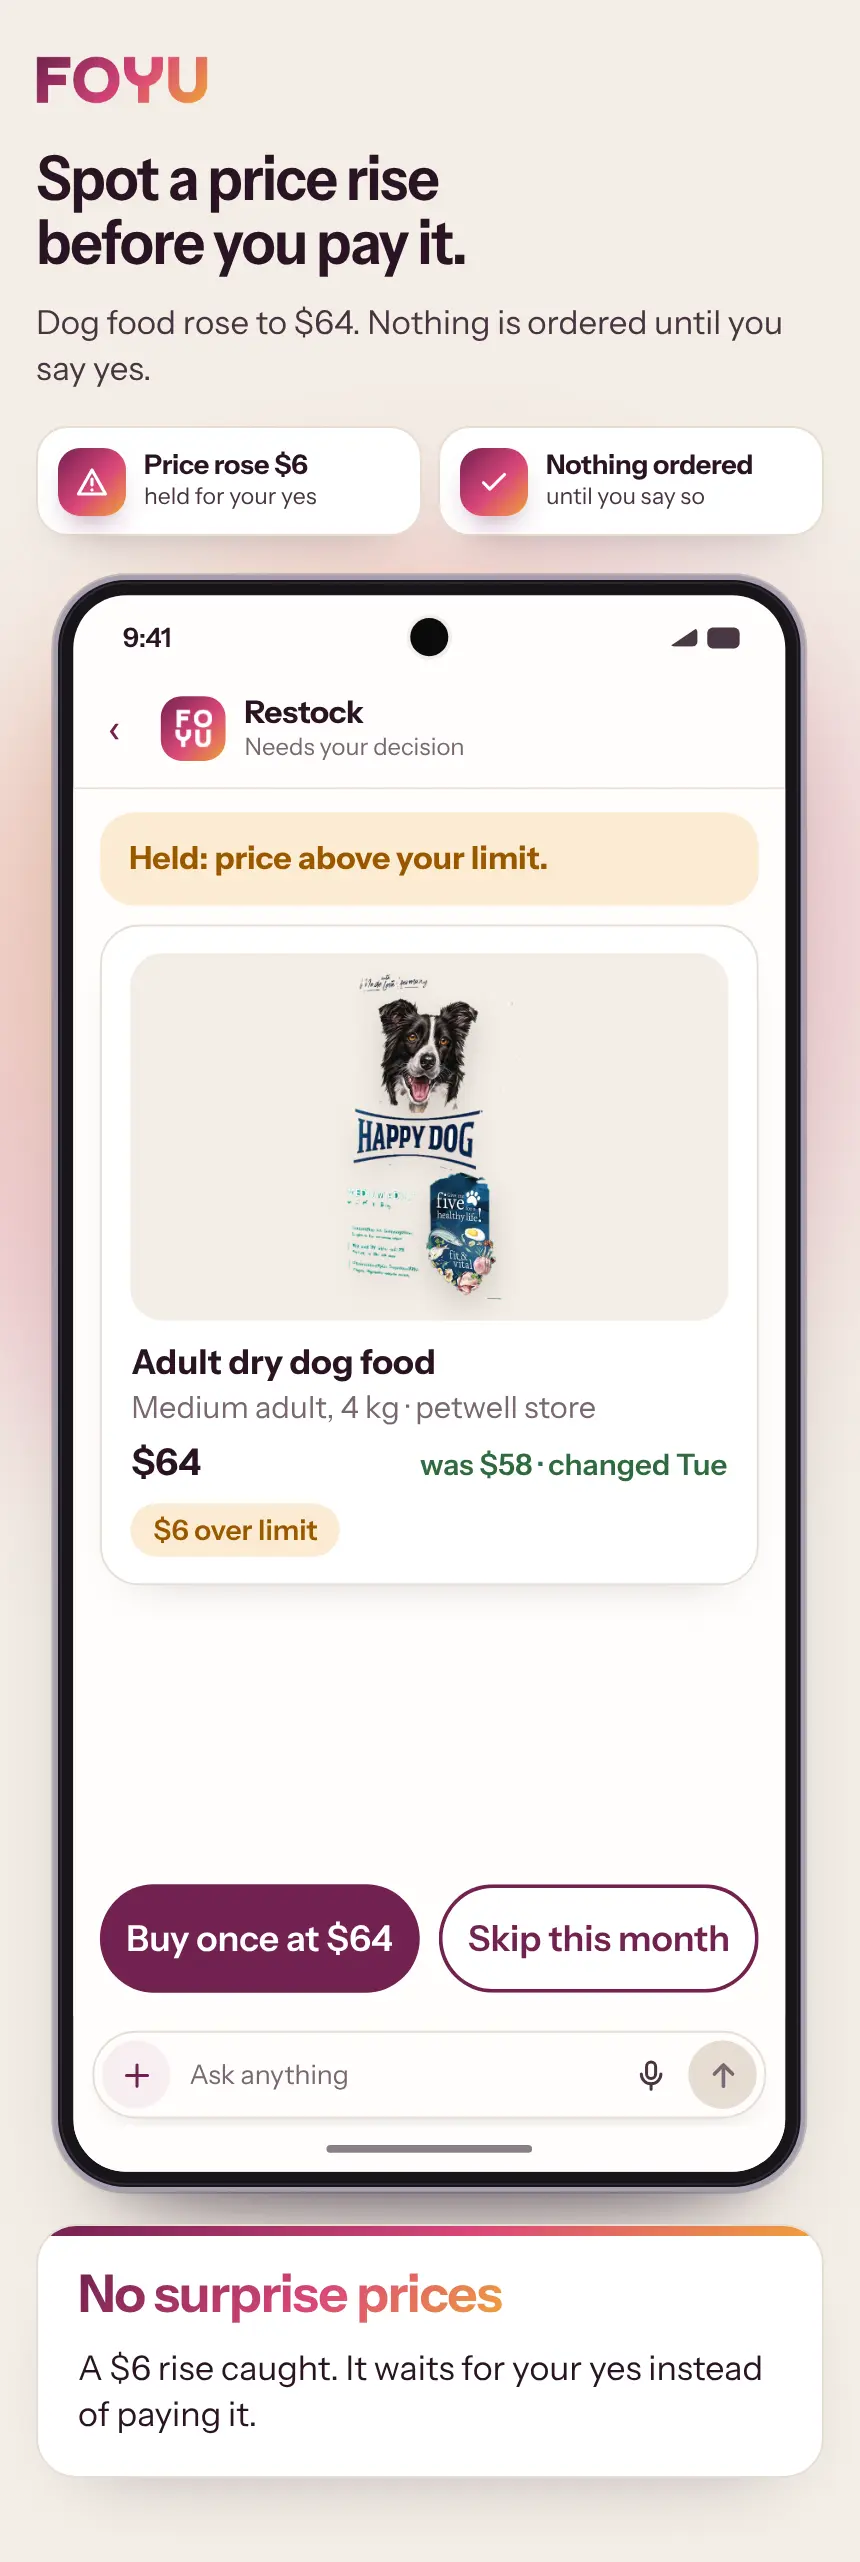 FOYU
Spot a price rise
before you pay it.
Dog food rose to $64. Nothing is ordered until you
say yes.
Price rose $6
held for your yes
Nothing ordered
until you say so
9:41
FO
YU
Restock
Needs your decision
Held: price above your limit.
HAPPY DOG
five
healthy life!
fit &
vital
Adult dry dog food
Medium adult, 4 kg · petwell store
$64
was $58 · changed Tue
$6 over limit
Buy once at $64
Skip this month
Ask anything
No surprise prices
A $6 rise caught. It waits for your yes instead
of paying it.